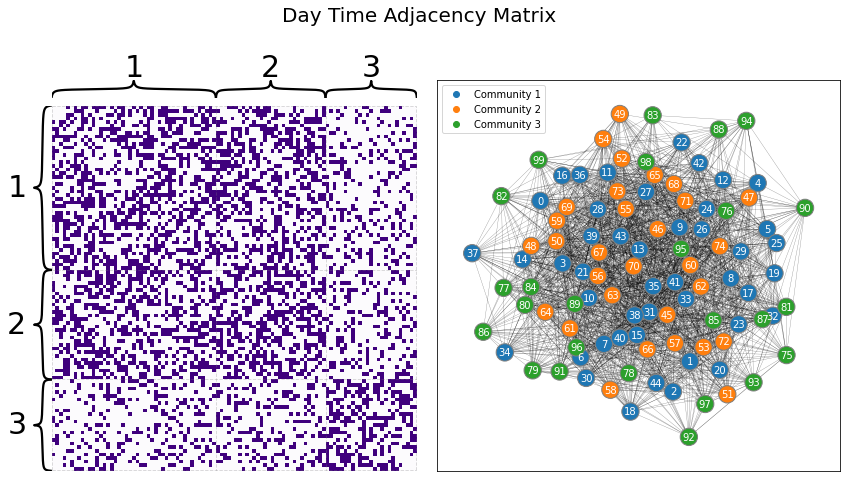 Day Time Adjacency Matrix
1 2 3
1
2
3
Community 1
Community 2
Community 3
49 83 94
88
54 22
52 98 42
99 11 65
16 36 68 12 4
73 27
82 0 71 47
69 28 55 24 76 90
59 46 9 26 5
50 39 43 25
48 13 95 74 29
37 14 67
3 70 60 19
21 56 41 8
77 84 35 62 17
10 63 33
80 89 81
64 38 31 45 85 87 32
86 61 23
40 15 57 72
34 96 7 66 53 75
6 1
79 91 78 20
30 44 93
58 2 51
97
18
92